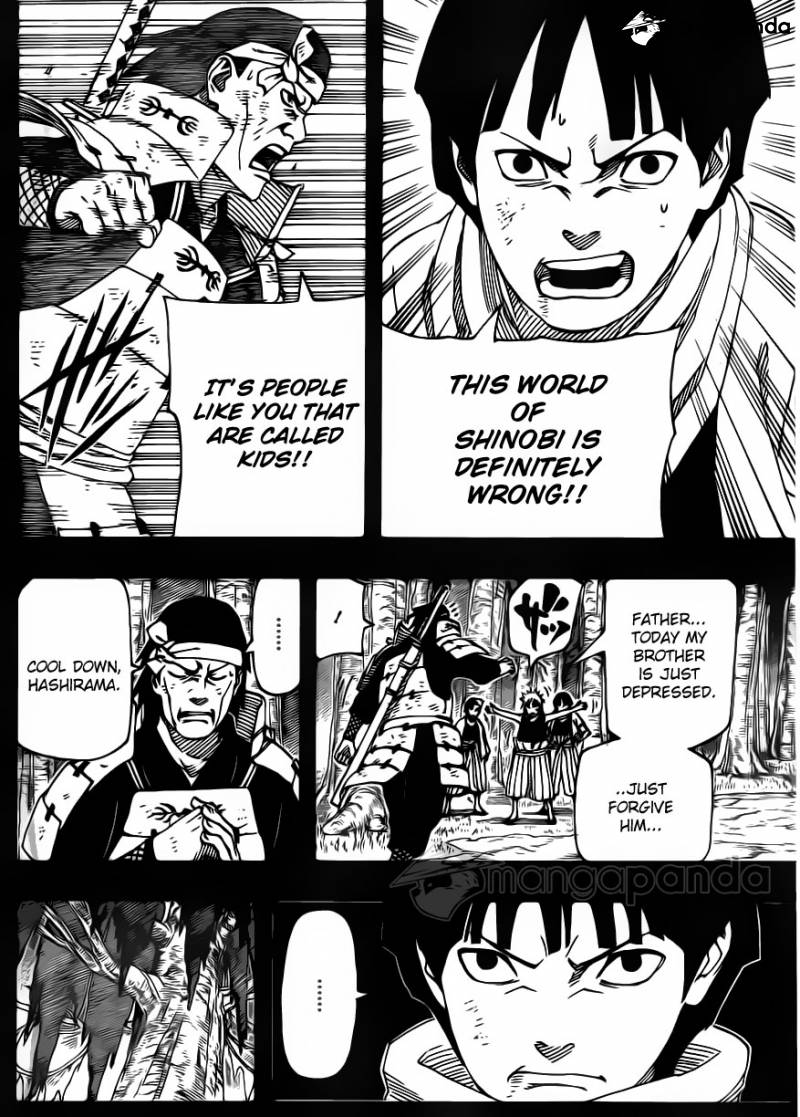 THIS WORLD
OF
SHINOBI IS
DEFINITELY
WRONG!!
IT'S PEOPLE
LIKE YOU THAT
ARE CALLED
KIDS!!
FATHER...
TODAY MY
BROTHER
IS JUST
DEPRESSED.
..JUST
FORGIVE
HIM...
ザッ
!
........
COOL DOWN,
HASHIRAMA.
........
mangapanda